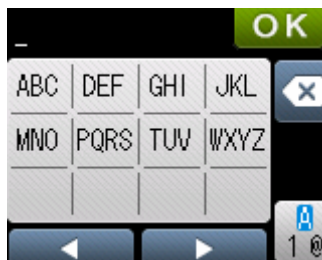 _ OK
ABC DEF GHI JKL
MNO PQRS TUV WXYZ
A
1 @